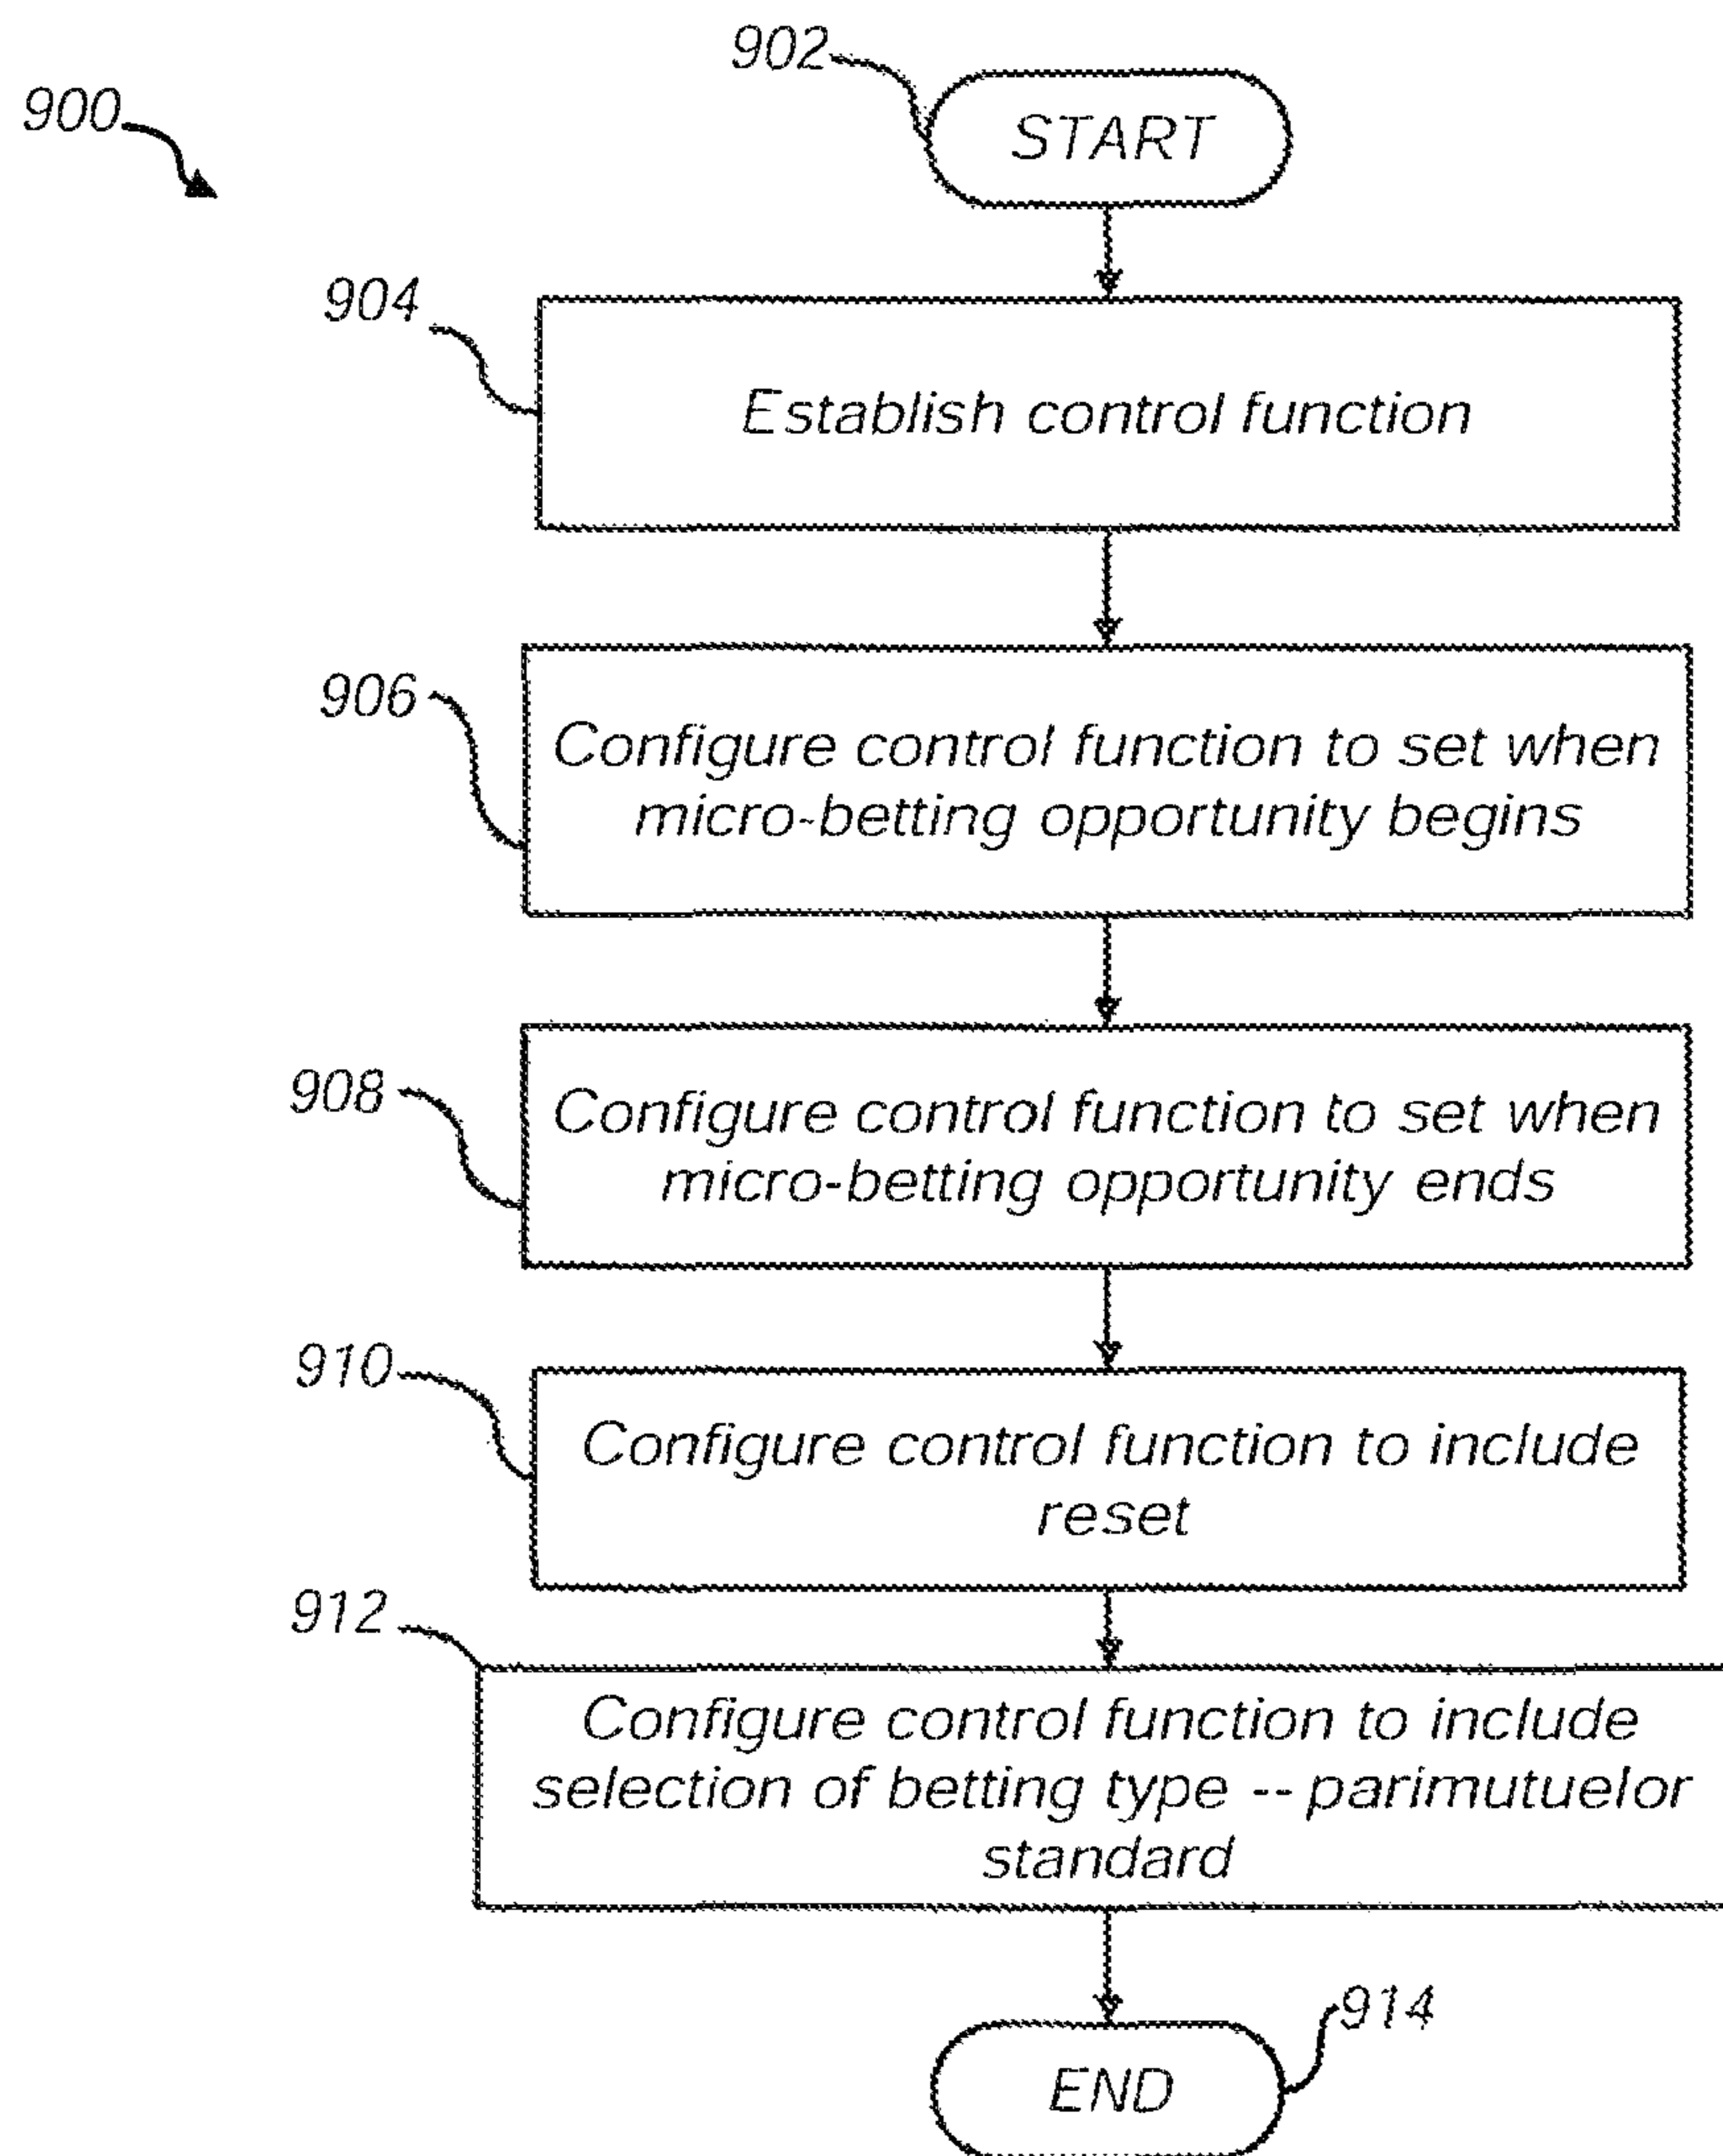 902
900
START
904
Establish control function
906
Configure control function to set when
micro-betting opportunity begins
908
Configure control function to set when
micro-betting opportunity ends
910
Configure control function to include
reset
912
Configure control function to include
selection of betting type -- parimutuelor
standard
914
END